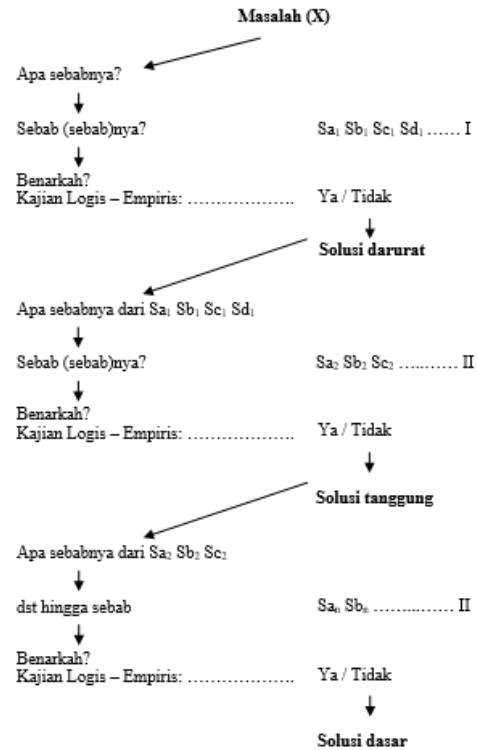 Masalah (X)
Apa sebabnya?
Sebab (sebab)nya? Sa₁ Sb₁ Sc₁ Sd₁ …… I
Benarkah?
Kajian Logis – Empiris: ………………. Ya / Tidak
Solusi darurat
Apa sebabnya dari Sa₁ Sb₁ Sc₁ Sd₁
Sebab (sebab)nya? Sa₂ Sb₂ Sc₂ ……….. II
Benarkah?
Kajian Logis – Empiris: ………………. Ya / Tidak
Solusi tanggung
Apa sebabnya dari Sa₂ Sb₂ Sc₂
dst hingga sebab Saₙ Sbₙ …………… II
Benarkah?
Kajian Logis – Empiris: ………………. Ya / Tidak
Solusi dasar